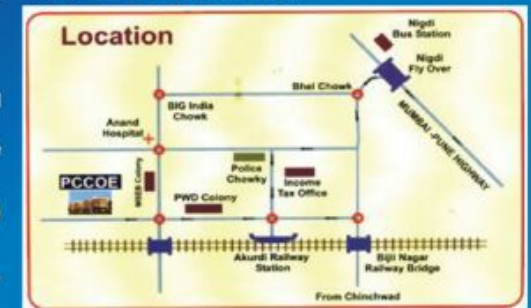 Location
Nigdi
Bus Station
Nigdi
Fly Over
Bhel Chowk
BIG India
Chowk
MUMBAI -PUNE HIGHWAY
Anand
Hospital
Police
Chowky
Income
Tax Office
MSEB Colony
PCCOE
PWD Colony
Akurdi Railway
Station
Bijli Nagar
Railway Bridge
From Chinchwad